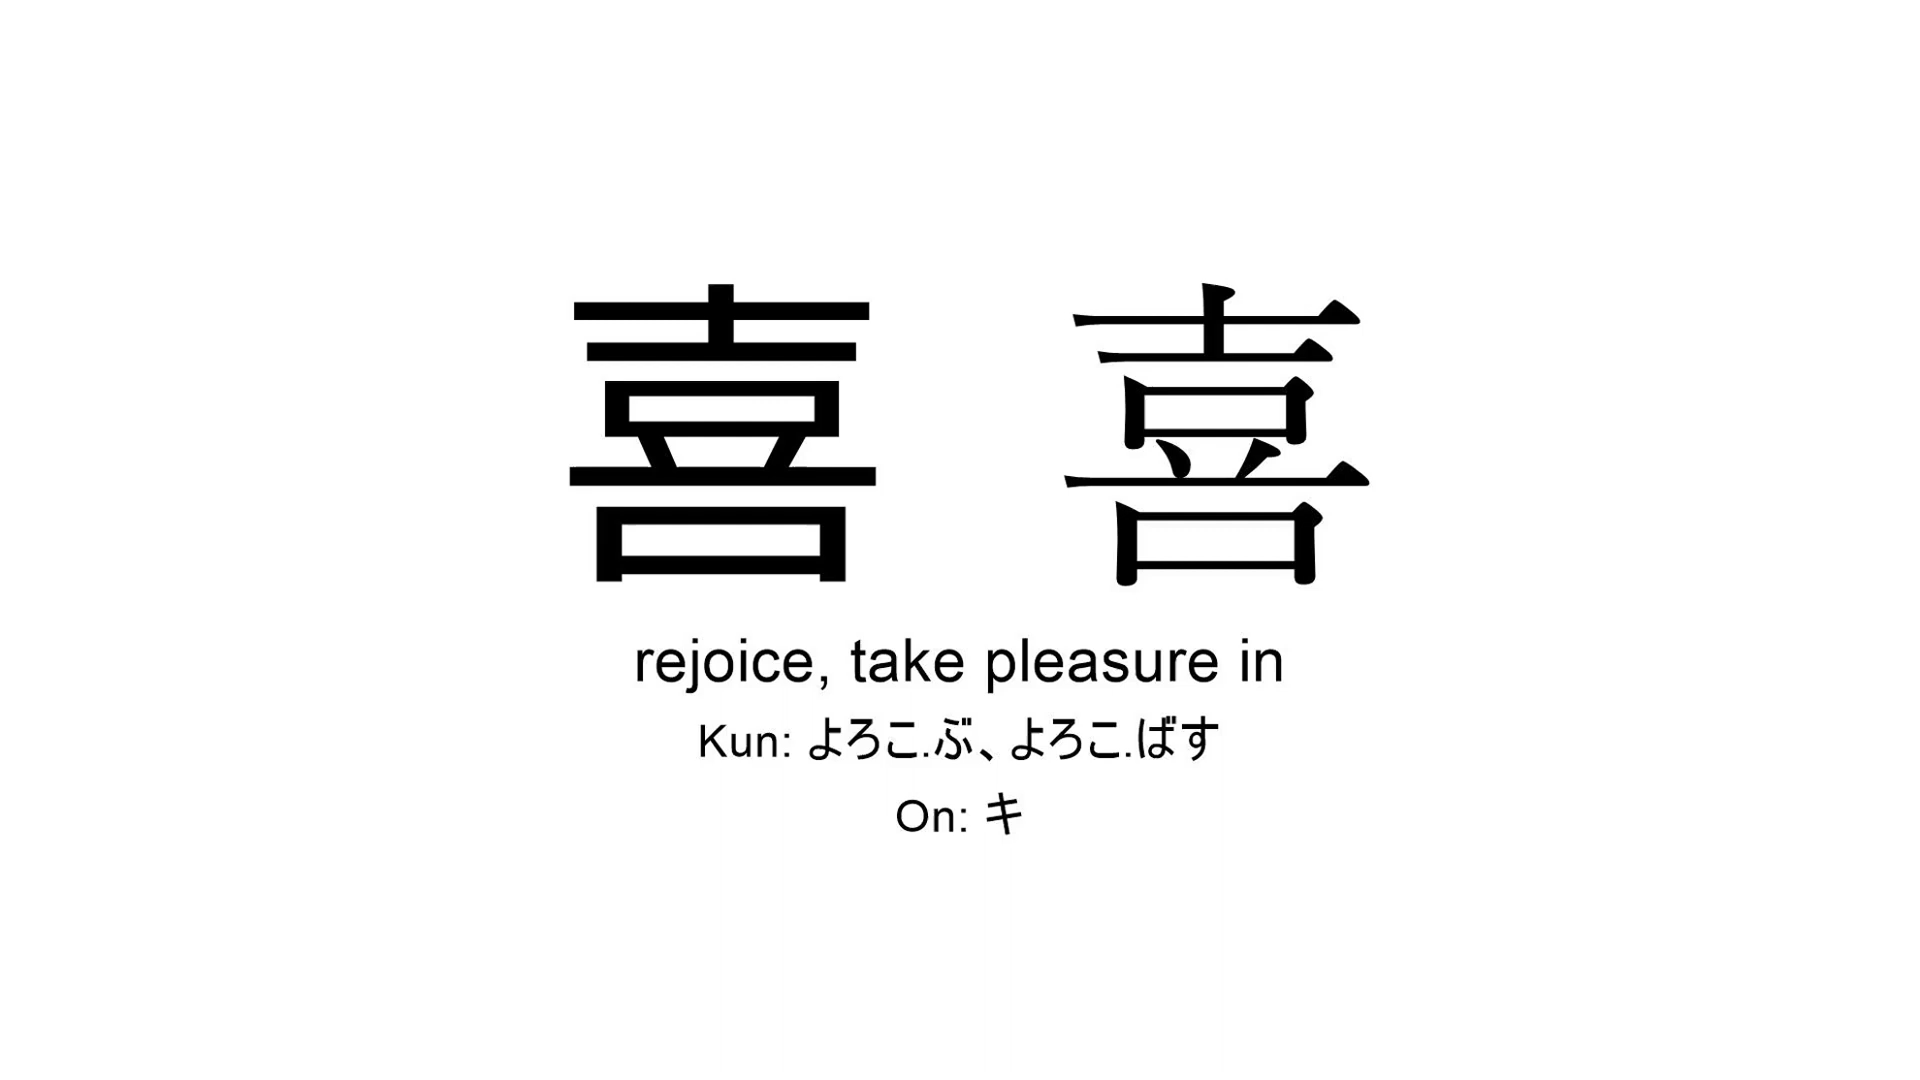 喜 喜
rejoice, take pleasure in
Kun: よろこ.ぶ、よろこ.ばす
On: キ